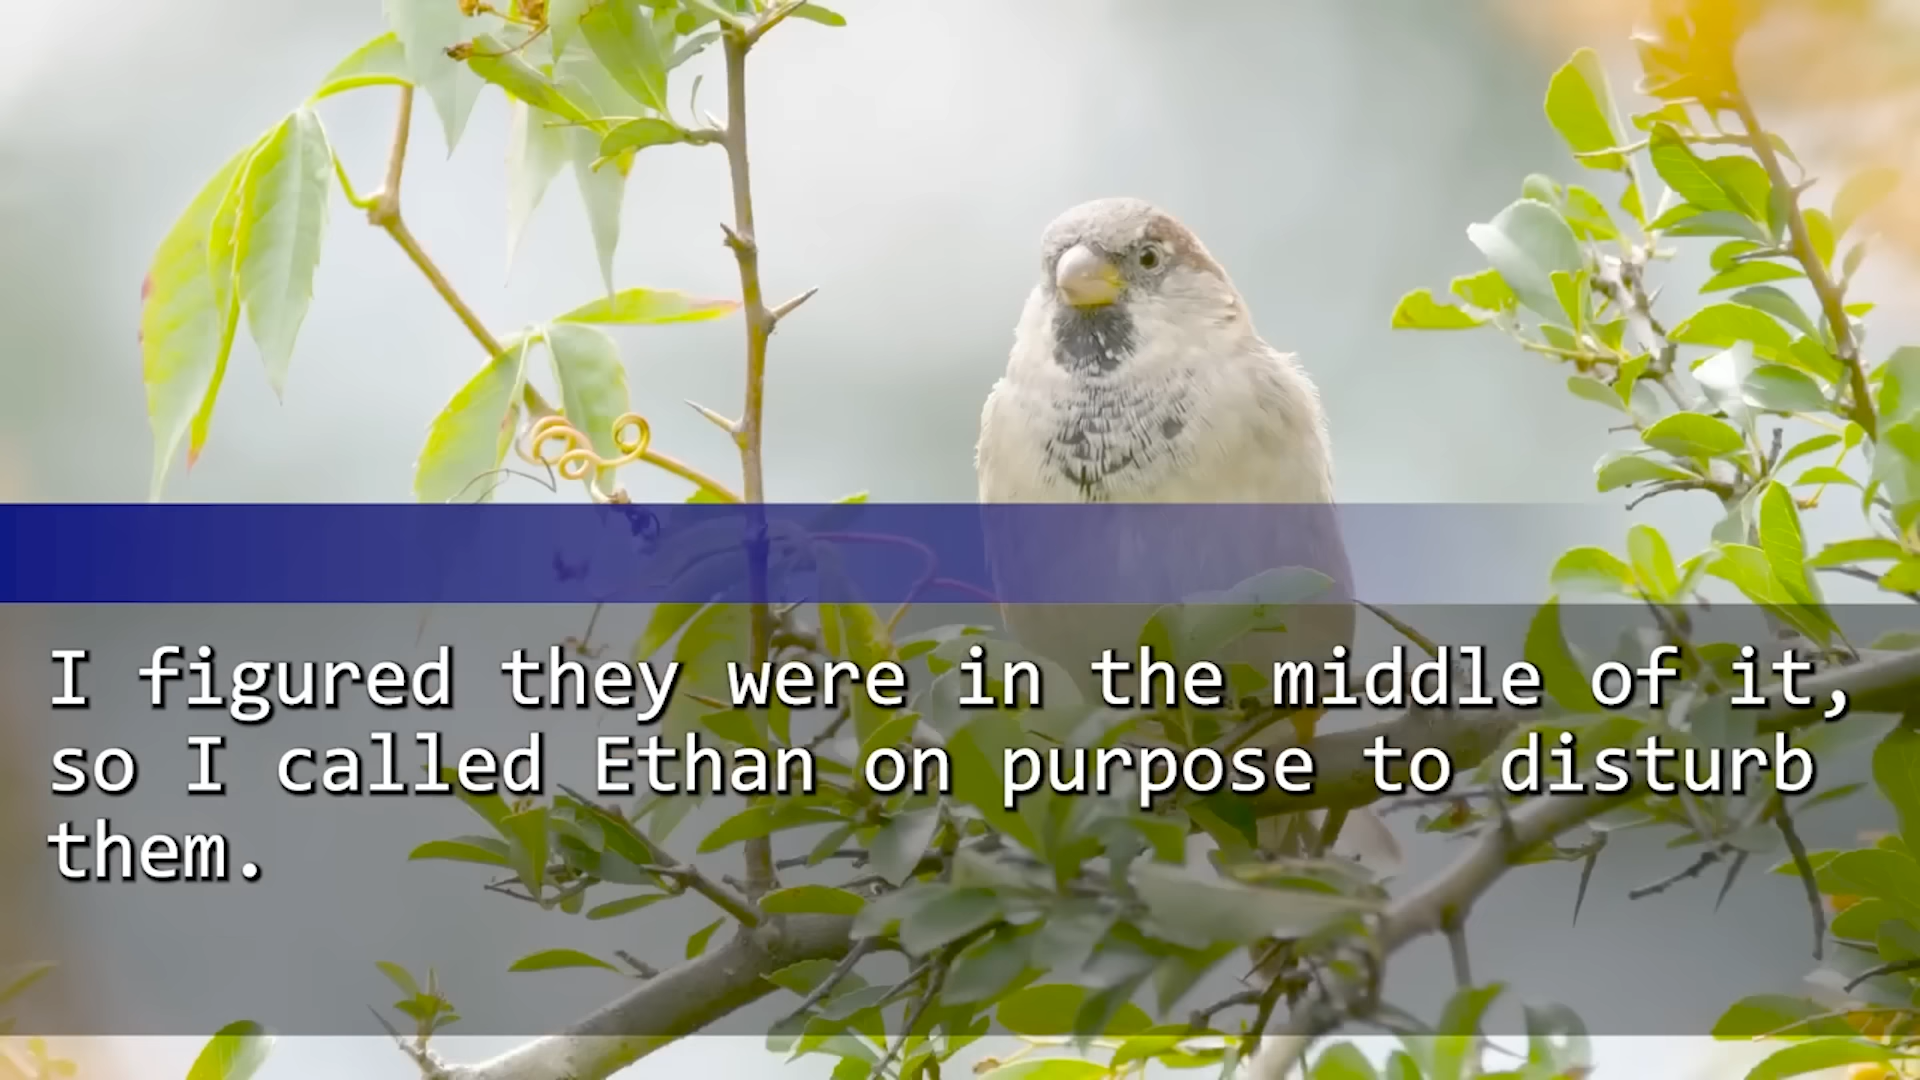 I figured they were in the middle of it,
so I called Ethan on purpose to disturb
them.